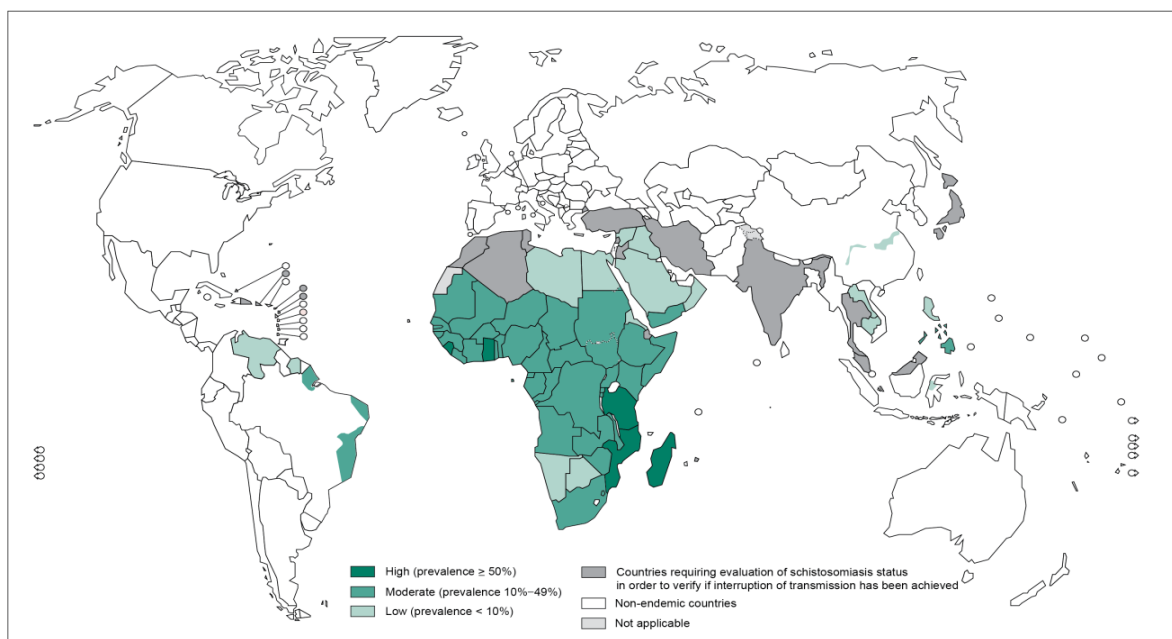 High (prevalence ≥ 50%)
Moderate (prevalence 10%–49%)
Low (prevalence < 10%)
Countries requiring evaluation of schistosomiasis status
in order to verify if interruption of transmission has been achieved
Non-endemic countries
Not applicable